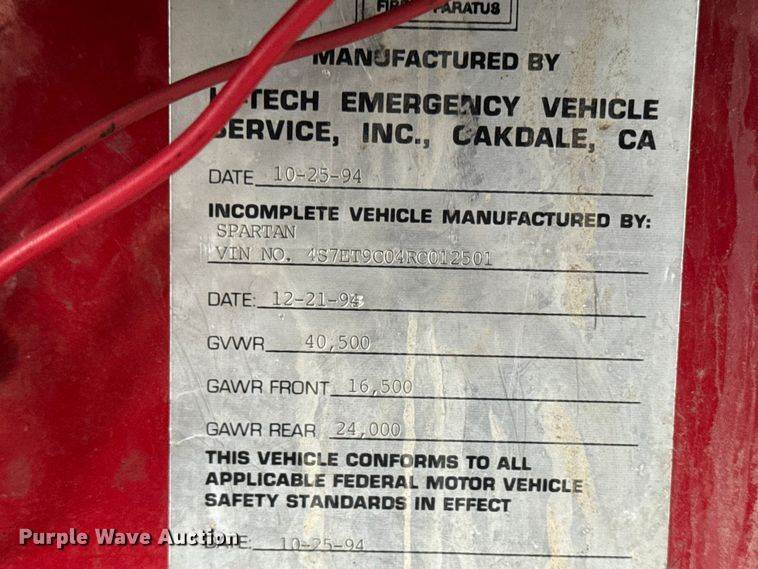 FIRE APPARATUS
MANUFACTURED BY
HI-TECH EMERGENCY VEHICLE
SERVICE, INC., OAKDALE, CA
DATE 10-25-94
INCOMPLETE VEHICLE MANUFACTURED BY:
SPARTAN
VIN NO. 4S7ET9C04RC012501
DATE: 12-21-93
GVWR 40,500
GAWR FRONT 16,500
GAWR REAR 24,000
THIS VEHICLE CONFORMS TO ALL
APPLICABLE FEDERAL MOTOR VEHICLE
SAFETY STANDARDS IN EFFECT
DATE: 10-25-94
Purple Wave Auction